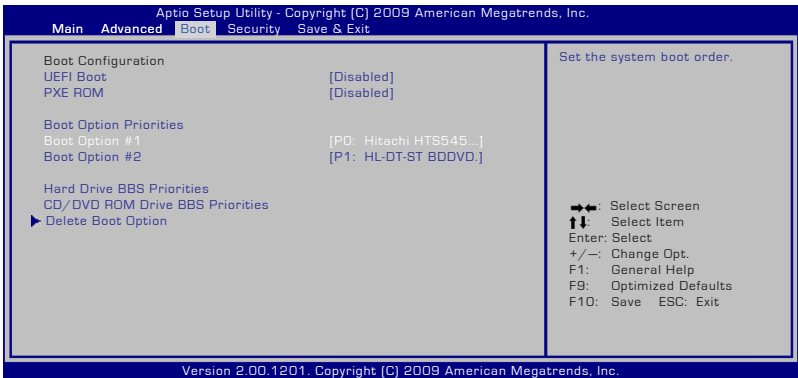 Aptio Setup Utility - Copyright (C) 2009 American Megatrends, Inc.
Main Advanced Boot Security Save & Exit
Boot Configuration
UEFI Boot [Disabled]
PXE ROM [Disabled]
Boot Option Priorities
Boot Option #1 [P0: Hitachi HTS545...]
Boot Option #2 [P1: HL-DT-ST BDDVD.]
Hard Drive BBS Priorities
CD/DVD ROM Drive BBS Priorities
Delete Boot Option
Set the system boot order.
→←: Select Screen
↑↓: Select Item
Enter: Select
+/—: Change Opt.
F1: General Help
F9: Optimized Defaults
F10: Save ESC: Exit
Version 2.00.1201. Copyright (C) 2009 American Megatrends, Inc.